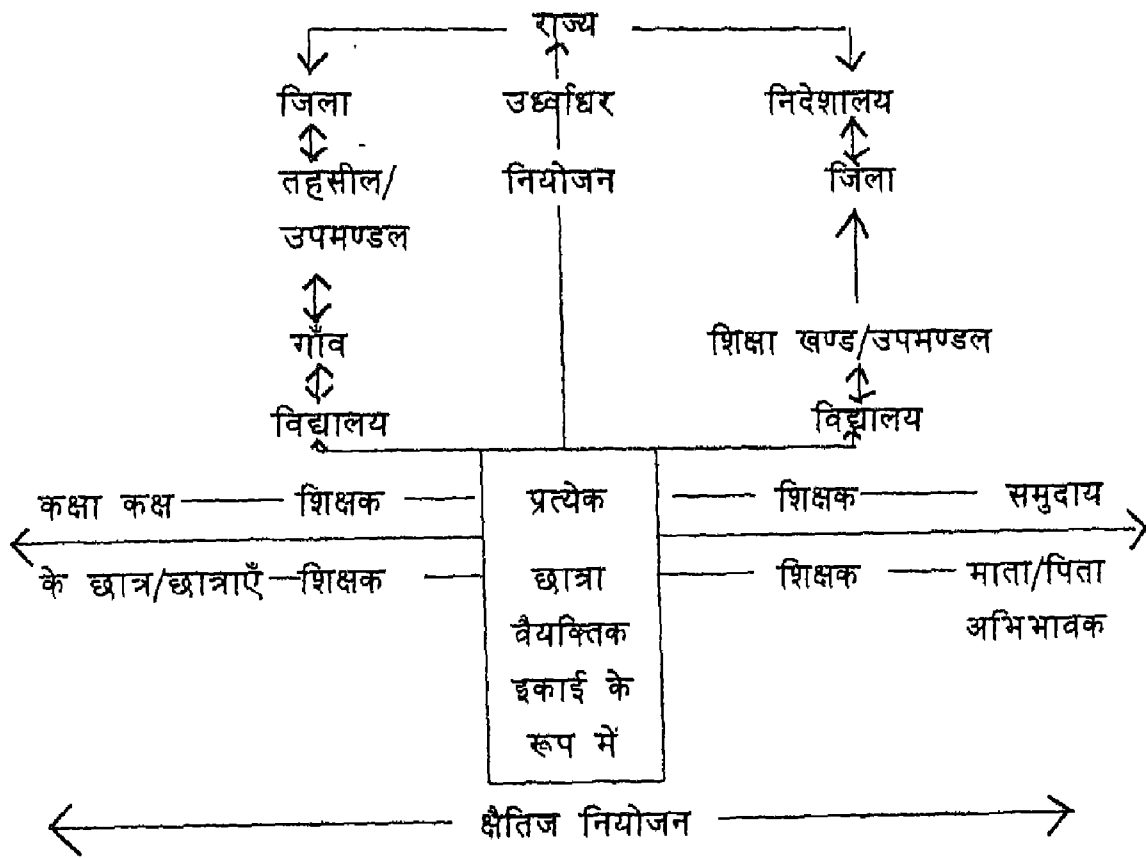 राज्य
जिला उर्ध्वाधर निदेशालय
तहसील/ नियोजन जिला
उपमण्डल
गाँव शिक्षा खण्ड/उपमण्डल
विद्यालय विद्यालय
कक्षा कक्ष शिक्षक प्रत्येक शिक्षक समुदाय
के छात्र/छात्राएँ शिक्षक छात्रा शिक्षक माता/पिता
वैयक्तिक अभिभावक
इकाई के
रूप में
क्षैतिज नियोजन